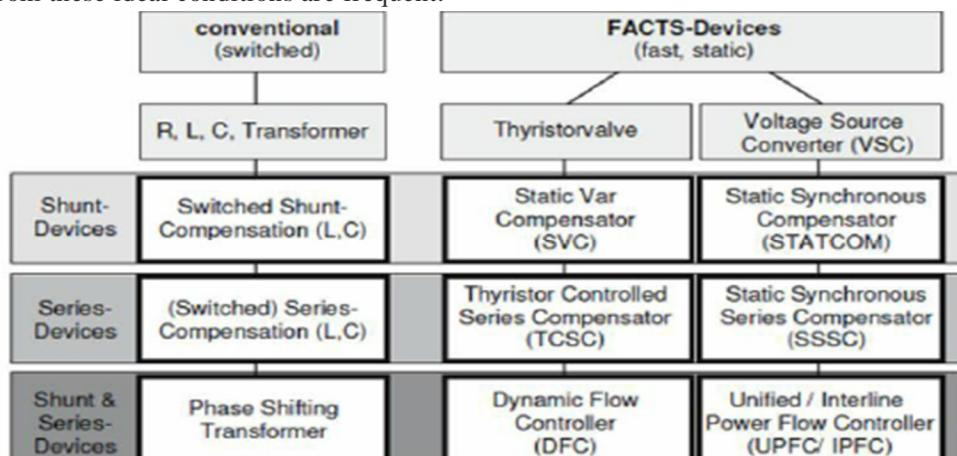 from these ideal conditions are frequent.
conventional
(switched)
FACTS-Devices
(fast, static)
R, L, C, Transformer
Thyristorvalve
Voltage Source
Converter (VSC)
Shunt-
Devices
Switched Shunt-
Compensation (L,C)
Static Var
Compensator
(SVC)
Static Synchronous
Compensator
(STATCOM)
Series-
Devices
(Switched) Series-
Compensation (L,C)
Thyristor Controlled
Series Compensator
(TCSC)
Static Synchronous
Series Compensator
(SSSC)
Shunt &
Series-
Devices
Phase Shifting
Transformer
Dynamic Flow
Controller
(DFC)
Unified / Interline
Power Flow Controller
(UPFC/ IPFC)